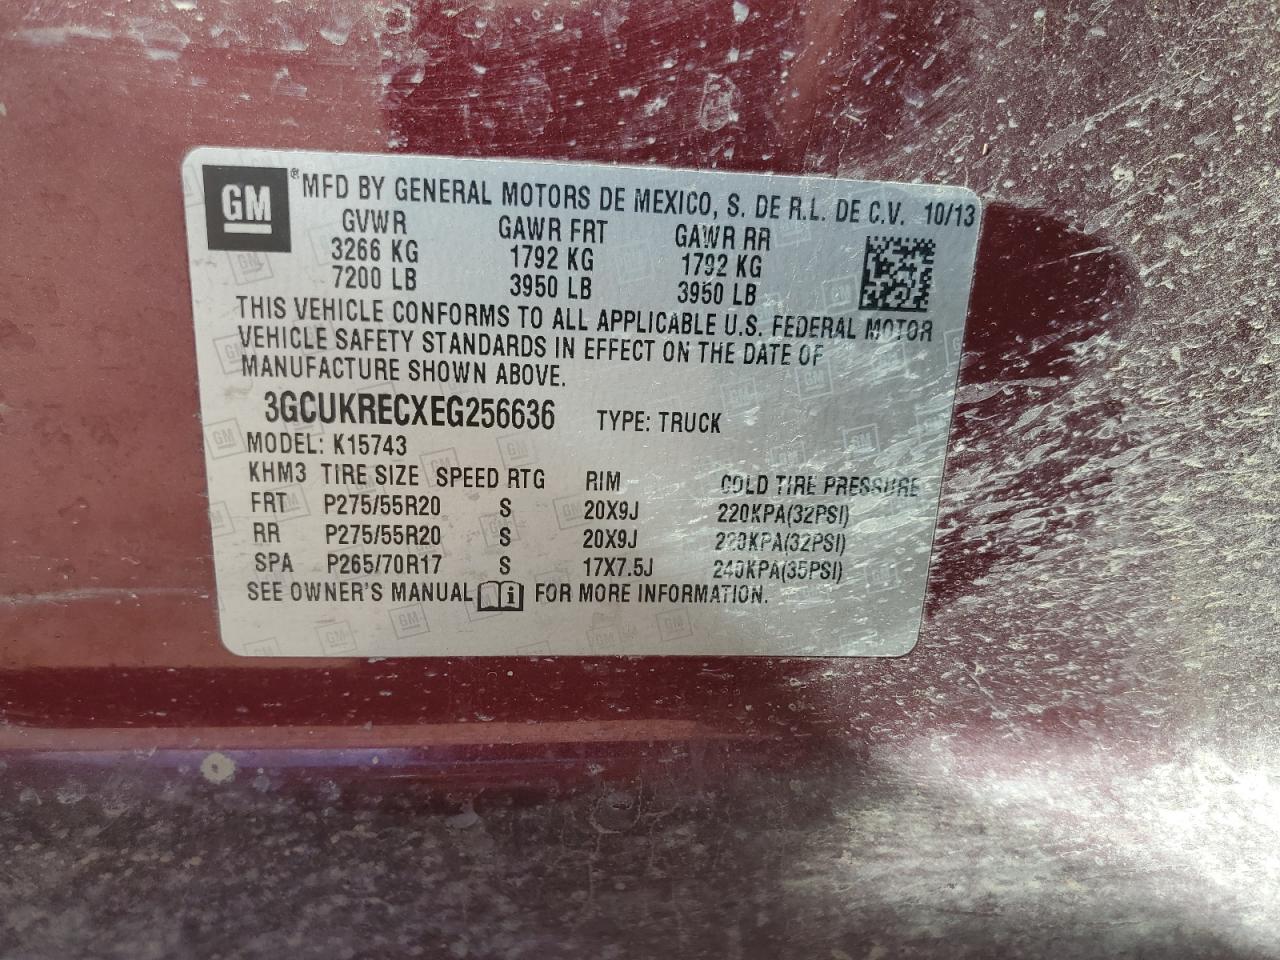 GM ® MFD BY GENERAL MOTORS DE MEXICO, S. DE R.L. DE C.V. 10/13
GVWR GAWR FRT GAWR RR
3266 KG 1792 KG 1792 KG
7200 LB 3950 LB 3950 LB
THIS VEHICLE CONFORMS TO ALL APPLICABLE U.S. FEDERAL MOTOR
VEHICLE SAFETY STANDARDS IN EFFECT ON THE DATE OF
MANUFACTURE SHOWN ABOVE.
3GCUKRECXEG256636 TYPE: TRUCK
MODEL: K15743
KHM3 TIRE SIZE SPEED RTG RIM COLD TIRE PRESSURE
FRT P275/55R20 S 20X9J 220KPA(32PSI)
RR P275/55R20 S 20X9J 220KPA(32PSI)
SPA P265/70R17 S 17X7.5J 240KPA(35PSI)
SEE OWNER'S MANUAL i FOR MORE INFORMATION.